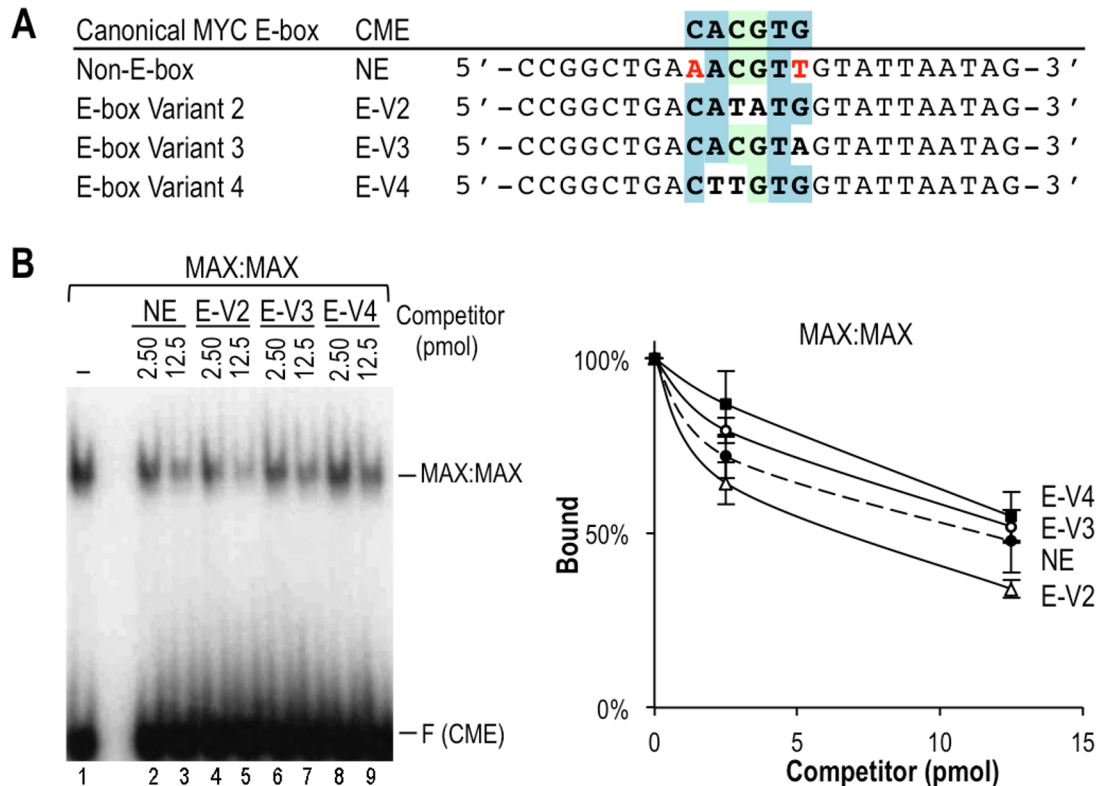 A
Canonical MYC E-box CME CACGTG
Non-E-box NE 5′-CCGGCTGAAACGTTGTATTAATAG-3′
E-box Variant 2 E-V2 5′-CCGGCTGACATATGGTATTAATAG-3′
E-box Variant 3 E-V3 5′-CCGGCTGACACGTAGTATTAATAG-3′
E-box Variant 4 E-V4 5′-CCGGCTGACTTGTGGTATTAATAG-3′
B
MAX:MAX
NE E-V2 E-V3 E-V4 Competitor
(pmol)
– 2.50 12.5 2.50 12.5 2.50 12.5 2.50 12.5
MAX:MAX
F (CME)
1 2 3 4 5 6 7 8 9
MAX:MAX
100%
50%
0%
Bound
E-V4
E-V3
NE
E-V2
0 5 10 15
Competitor (pmol)